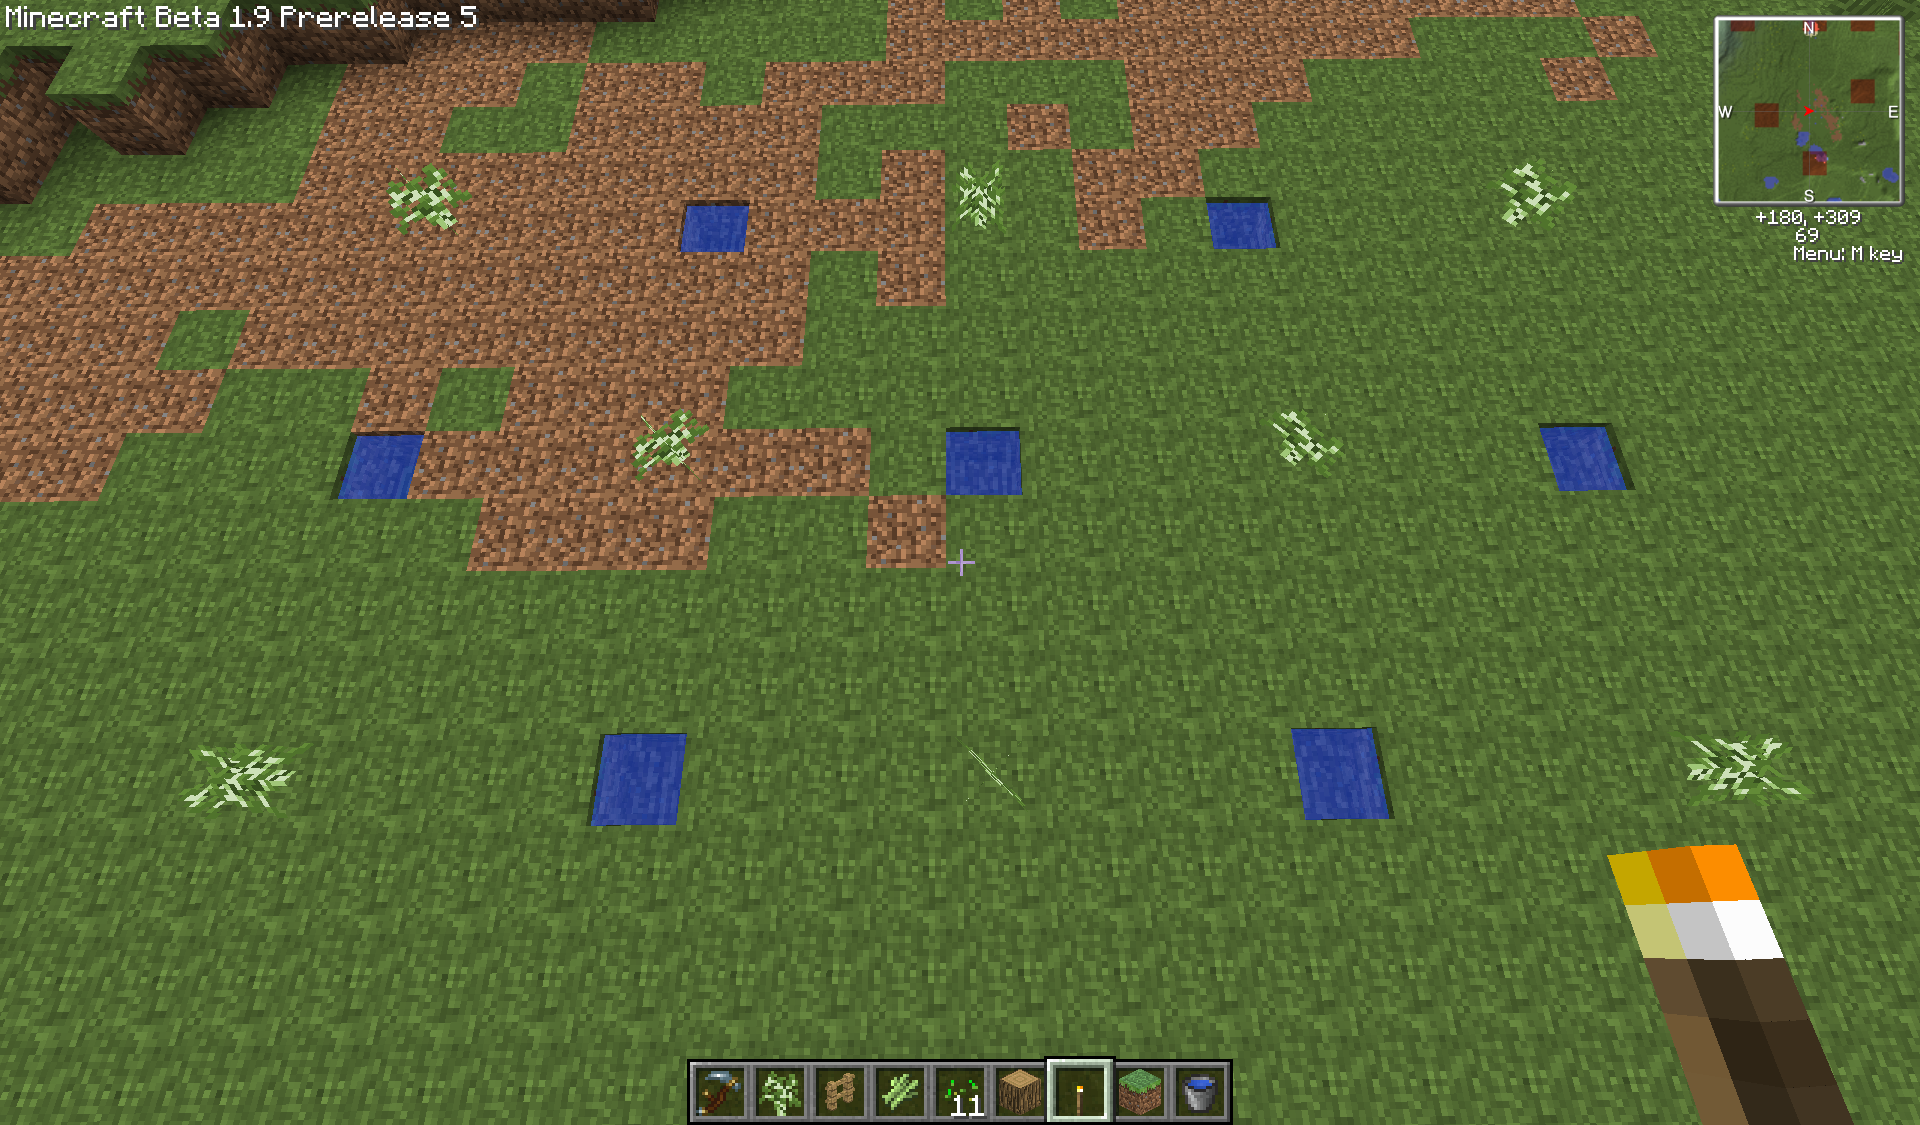 Minecraft Beta 1.9 Prerelease 5
N
W
E
S
+180, +309
69
Menu: M key
11